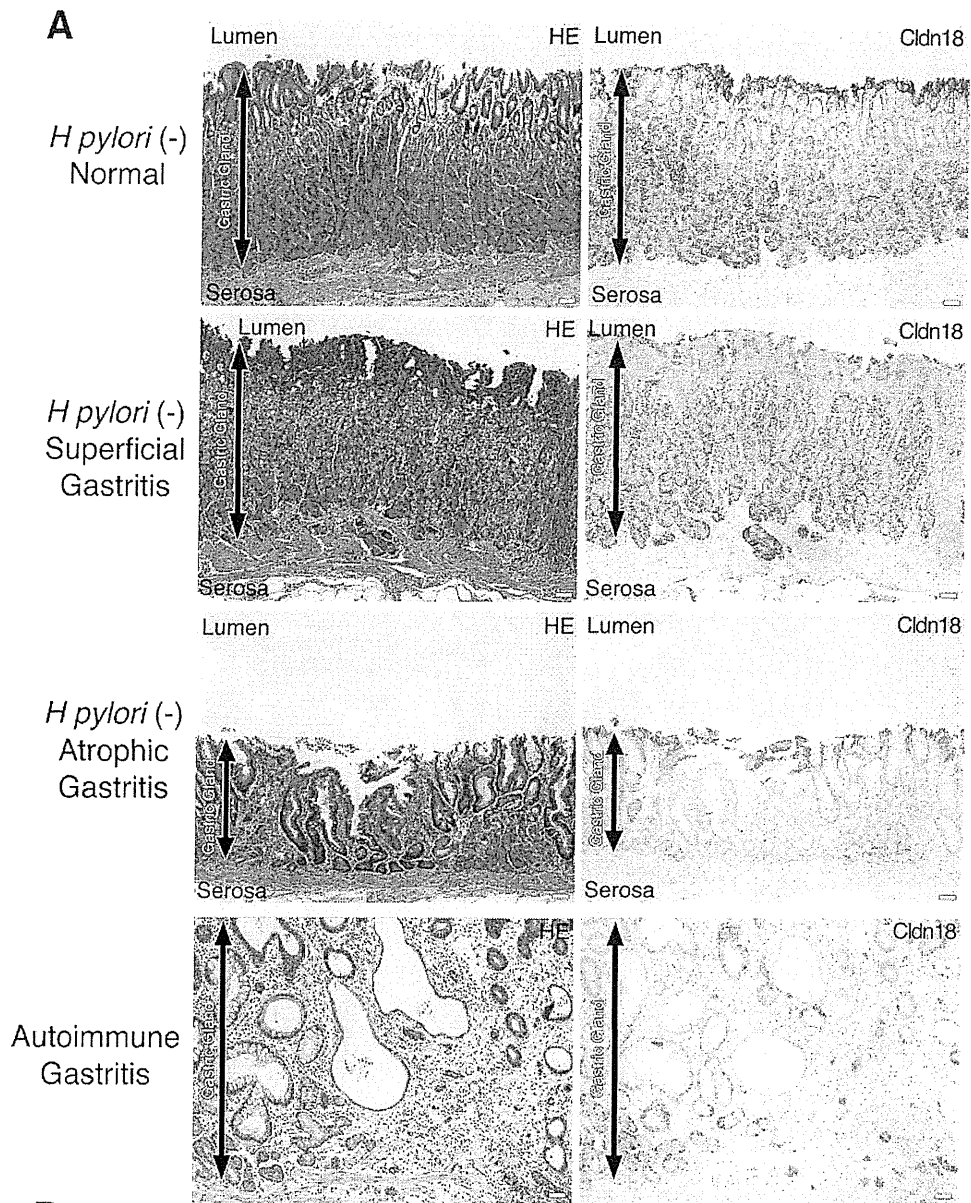 A
Lumen HE
Lumen Cldn18
H pylori (-)
Normal
Gastric Gland
Gastric Gland
Serosa
Serosa
Lumen HE
Lumen Cldn18
H pylori (-)
Superficial
Gastritis
Gastric Gland
Gastric Gland
Serosa
Serosa
Lumen HE
Lumen Cldn18
H pylori (-)
Atrophic
Gastritis
Gastric Gland
Gastric Gland
Serosa
Serosa
HE
Cldn18
Autoimmune
Gastritis
Gastric Gland
Gastric Gland